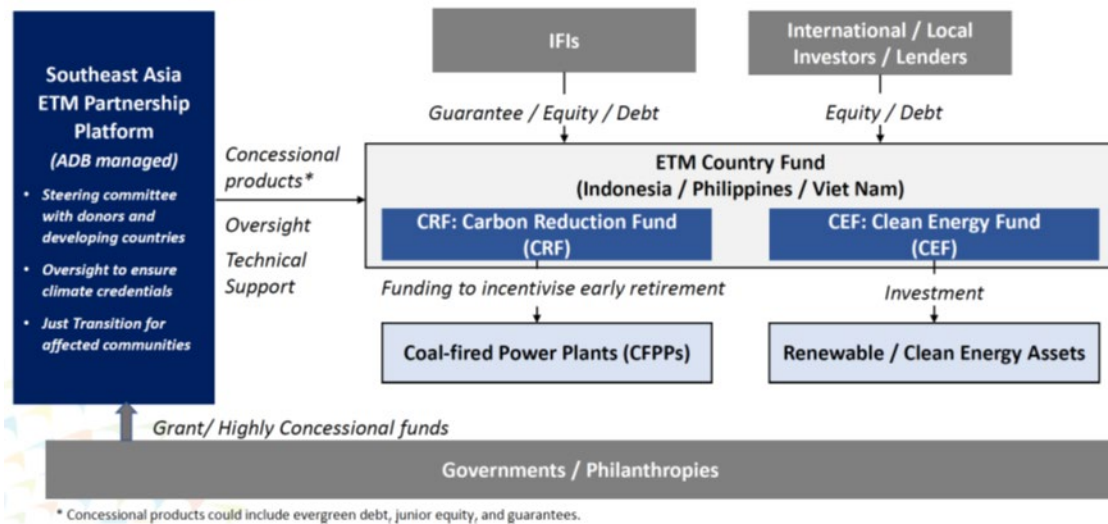 Southeast Asia
ETM Partnership
Platform
(ADB managed)
• Steering committee
with donors and
developing countries
• Oversight to ensure
climate credentials
• Just Transition for
affected communities
Concessional
products*
Oversight
Technical
Support
IFIs
International / Local
Investors / Lenders
Guarantee / Equity / Debt
Equity / Debt
ETM Country Fund
(Indonesia / Philippines / Viet Nam)
CRF: Carbon Reduction Fund
(CRF)
CEF: Clean Energy Fund
(CEF)
Funding to incentivise early retirement
Investment
Coal-fired Power Plants (CFPPs)
Renewable / Clean Energy Assets
Grant/ Highly Concessional funds
Governments / Philanthropies
* Concessional products could include evergreen debt, junior equity, and guarantees.